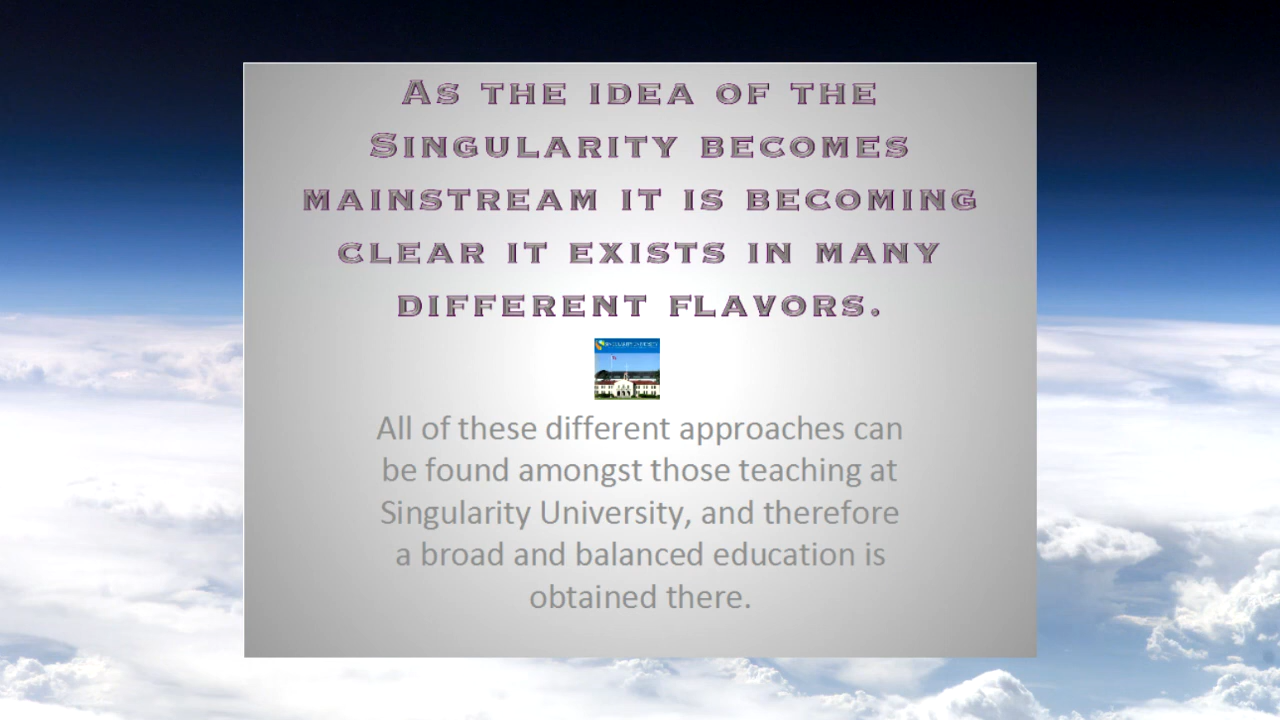 As the idea of the
Singularity becomes
mainstream it is becoming
clear it exists in many
different flavors.
SINGULARITY UNIVERSITY
All of these different approaches can
be found amongst those teaching at
Singularity University, and therefore
a broad and balanced education is
obtained there.